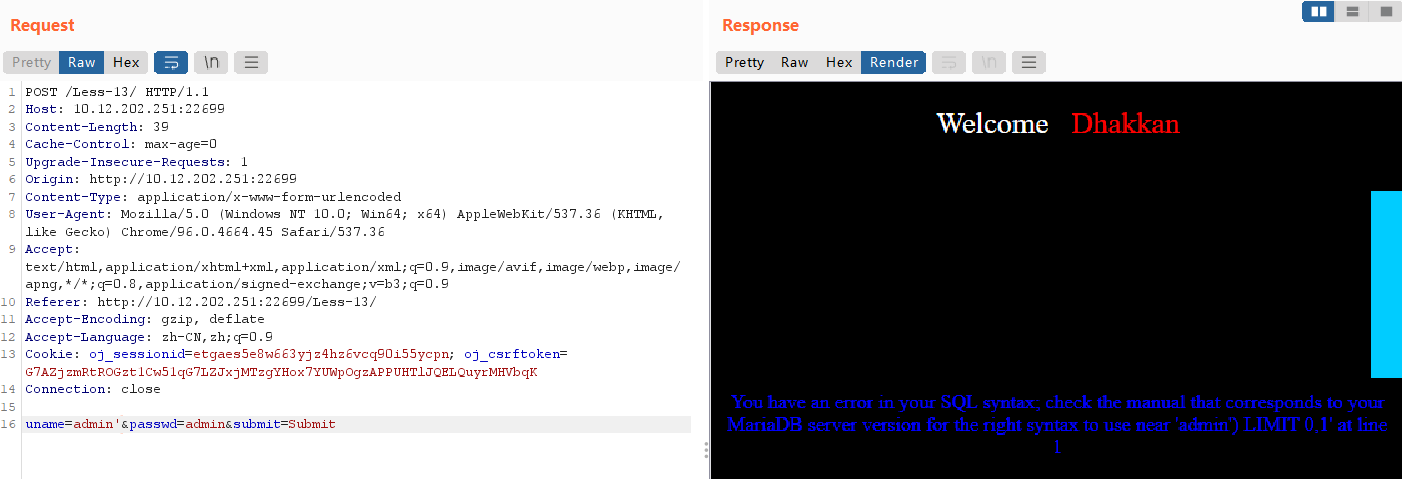 Request
Response
Pretty Raw Hex \n
Pretty Raw Hex Render \n
1 POST /Less-13/ HTTP/1.1
2 Host: 10.12.202.251:22699
3 Content-Length: 39
4 Cache-Control: max-age=0
5 Upgrade-Insecure-Requests: 1
6 Origin: http://10.12.202.251:22699
7 Content-Type: application/x-www-form-urlencoded
8 User-Agent: Mozilla/5.0 (Windows NT 10.0; Win64; x64) AppleWebKit/537.36 (KHTML,
like Gecko) Chrome/96.0.4664.45 Safari/537.36
9 Accept:
text/html,application/xhtml+xml,application/xml;q=0.9,image/avif,image/webp,image/
apng,*/*;q=0.8,application/signed-exchange;v=b3;q=0.9
10 Referer: http://10.12.202.251:22699/Less-13/
11 Accept-Encoding: gzip, deflate
12 Accept-Language: zh-CN,zh;q=0.9
13 Cookie: oj_sessionid=etgaes5e8w663yjz4hz6vcq90i55ycpn; oj_csrftoken=
G7AZjzmRtROGzt1Cw51qG7LZJxjMTzgYHox7YUWpOgzAPPUHTlJQELQuyrMHVbqK
14 Connection: close
15
16 uname=admin'&passwd=admin&submit=Submit
Welcome Dhakkan
You have an error in your SQL syntax; check the manual that corresponds to your
MariaDB server version for the right syntax to use near 'admin') LIMIT 0,1' at line
1